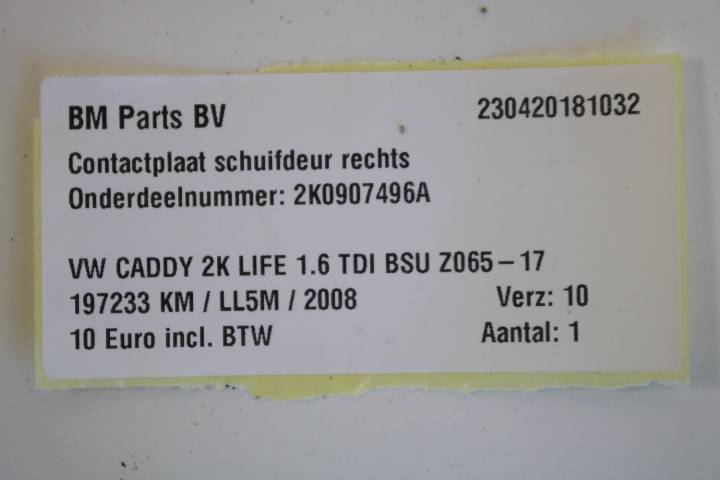 BM Parts BV 230420181032
Contactplaat schuifdeur rechts
Onderdeelnummer: 2K0907496A
VW CADDY 2K LIFE 1.6 TDI BSU Z065-17
197233 KM / LL5M / 2008 Verz: 10
10 Euro incl. BTW Aantal: 1